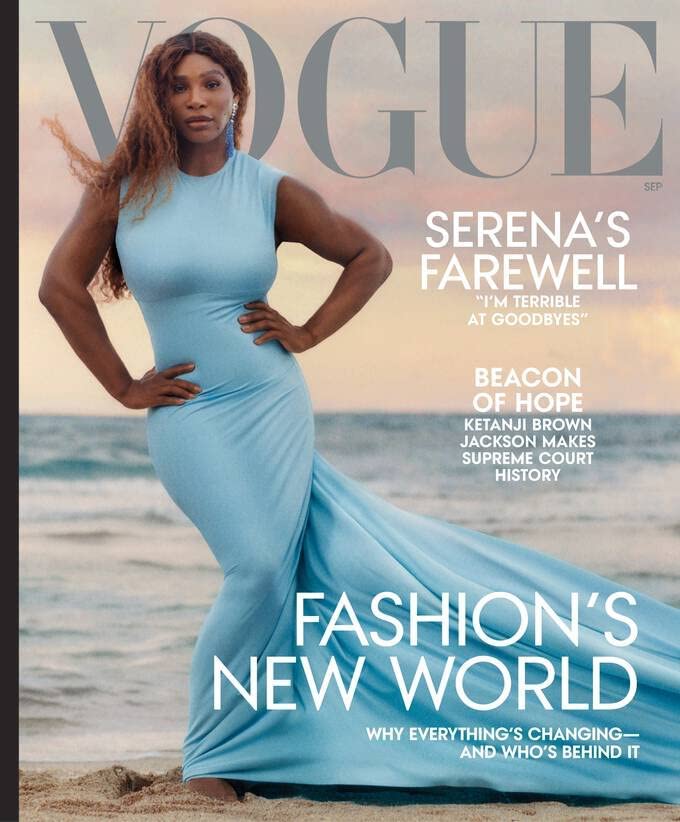 VOGUE
SEP
SERENA'S
FAREWELL
"I'M TERRIBLE
AT GOODBYES"
BEACON
OF HOPE
KETANJI BROWN
JACKSON MAKES
SUPREME COURT
HISTORY
FASHION'S
NEW WORLD
WHY EVERYTHING'S CHANGING—
AND WHO'S BEHIND IT